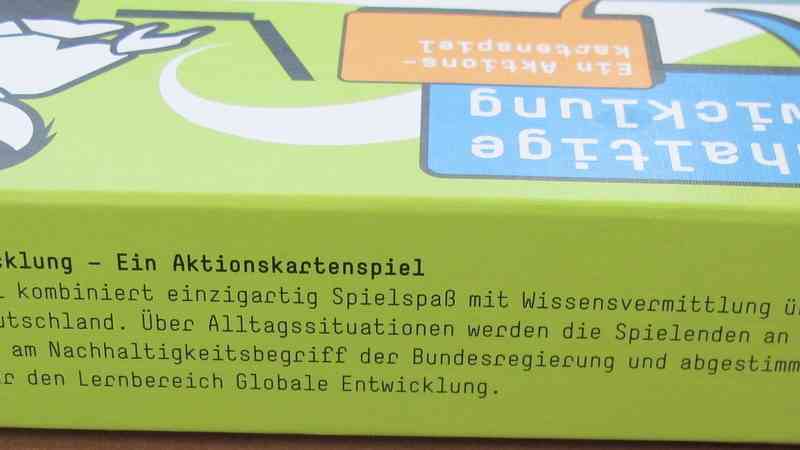 Ein Aktions-
kartenspiel
haltige
wicklung
cklung – Ein Aktionskartenspiel
l kombiniert einzigartig Spielspaß mit Wissensvermittlung ü
utschland. Über Alltagssituationen werden die Spielenden an
am Nachhaltigkeitsbegriff der Bundesregierung und abgestimm
r den Lernbereich Globale Entwicklung.